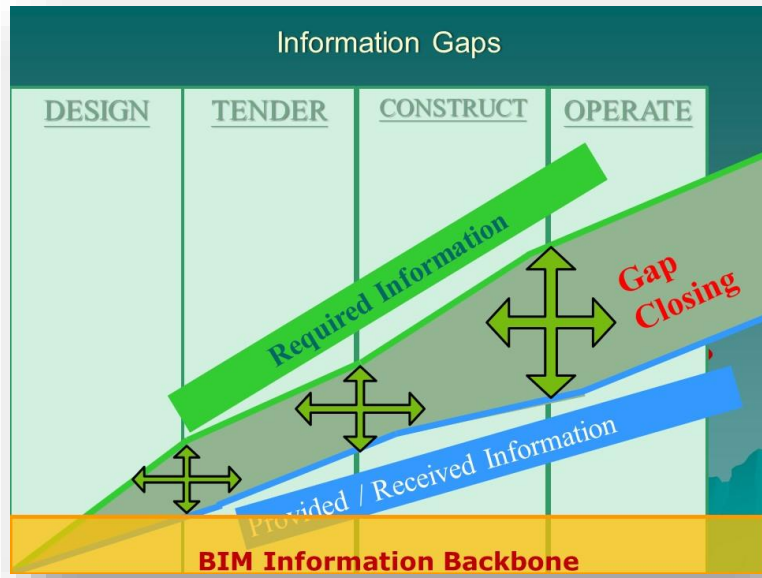 Information Gaps
DESIGN
TENDER
CONSTRUCT
OPERATE
Required Information
Gap
Closing
Provided / Received Information
BIM Information Backbone